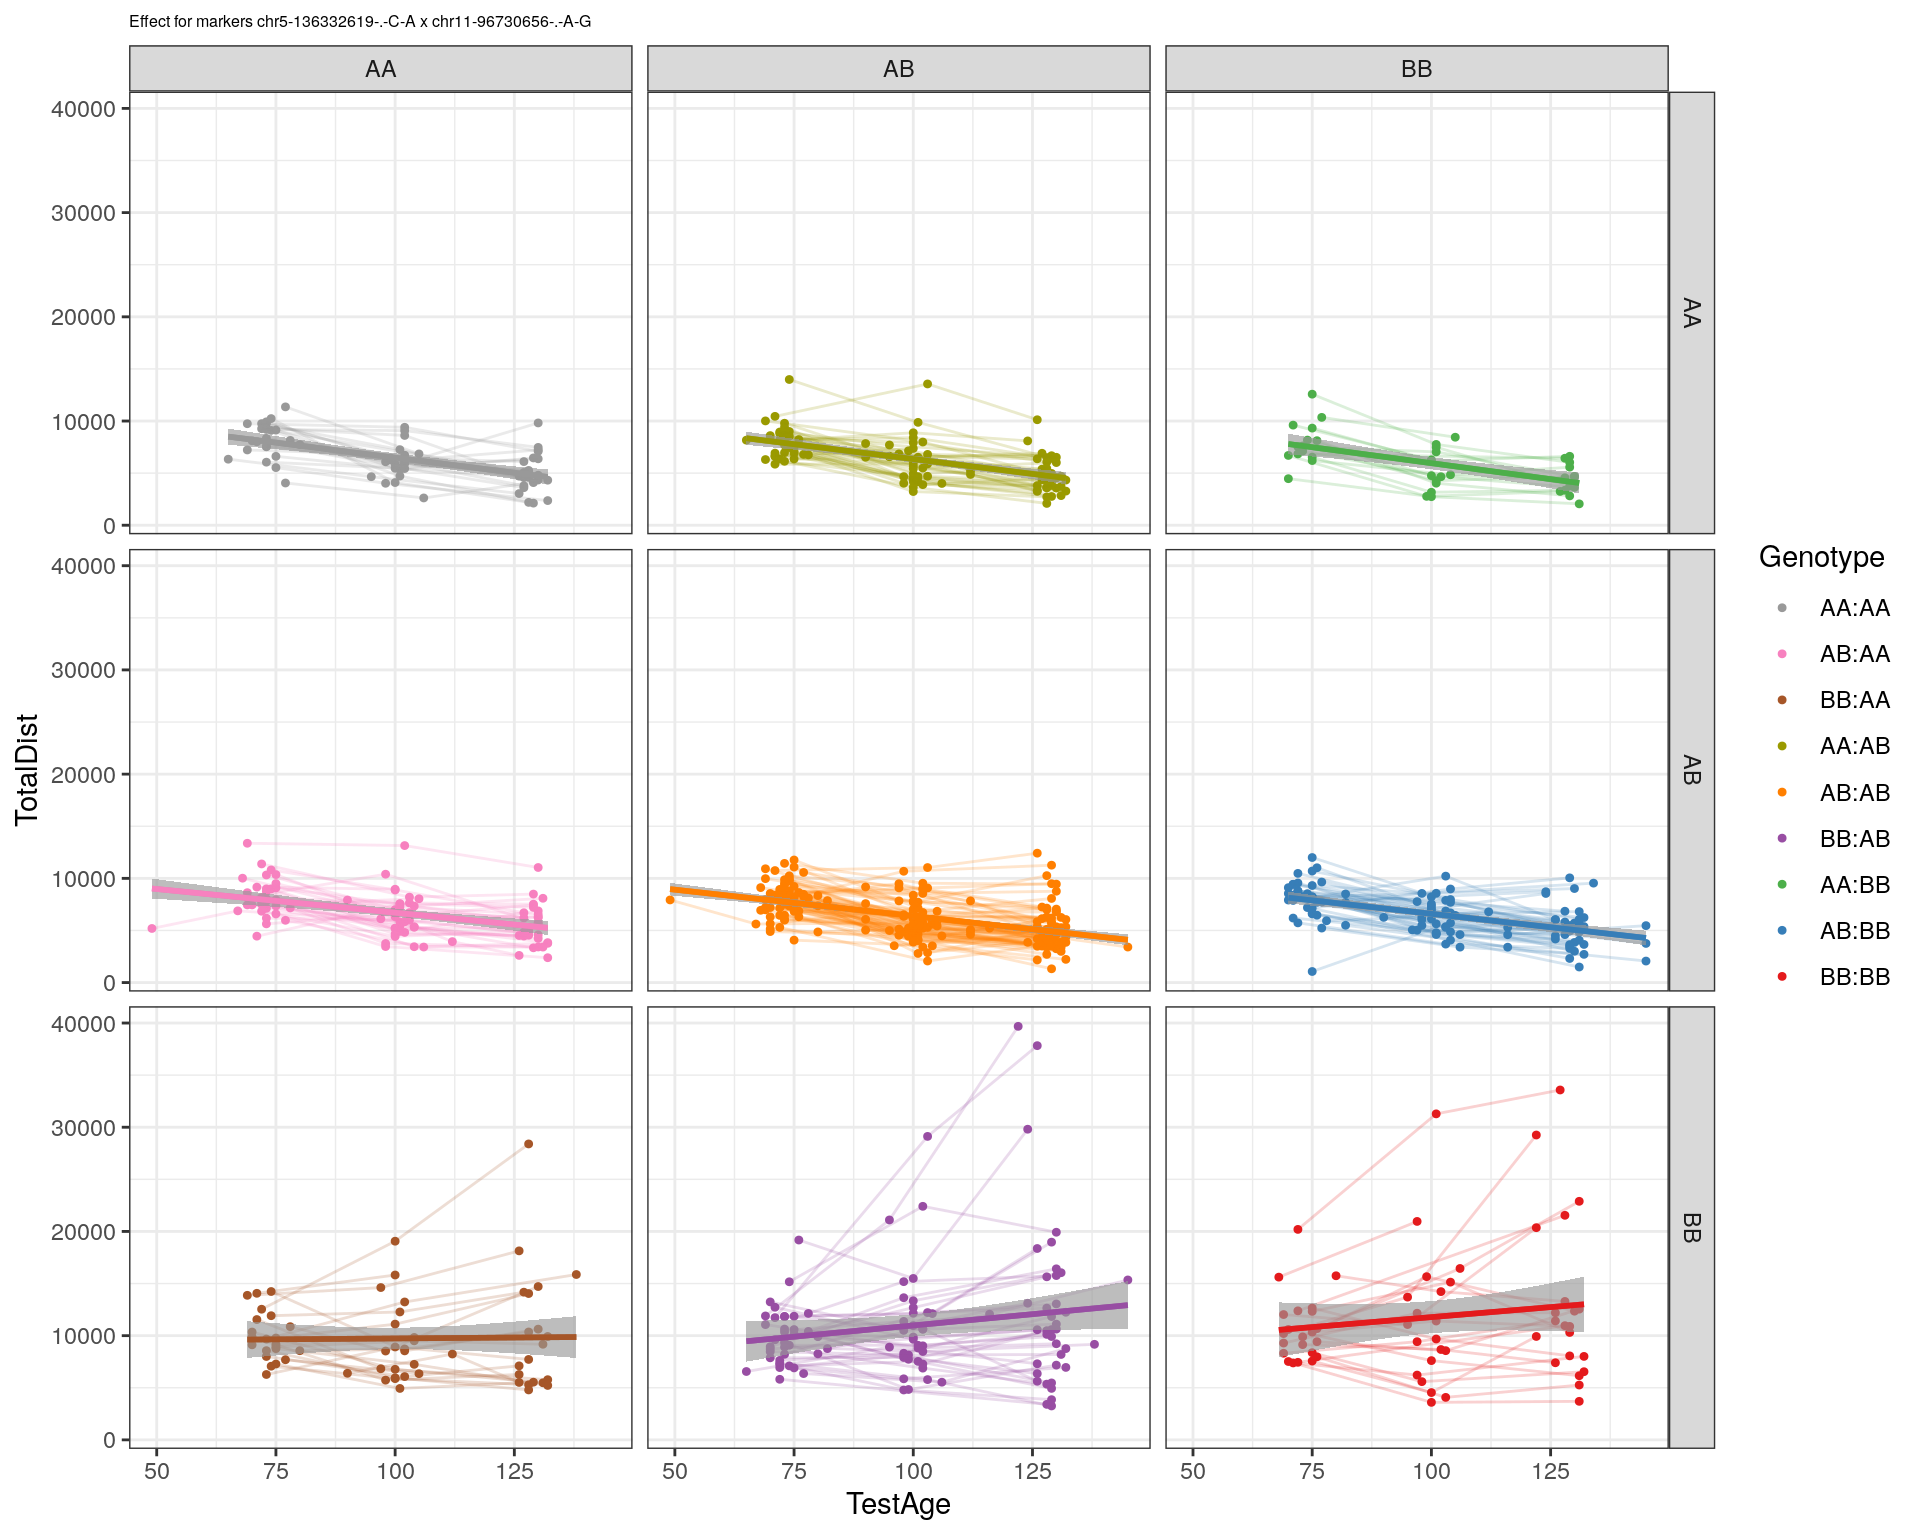 Effect for markers chr5-136332619-.-C-A x chr11-96730656-.-A-G
AA
AB
BB
40000
30000
20000
10000
0
AA
40000
30000
20000
10000
0
AB
40000
30000
20000
10000
0
BB
50
75
100
125
50
75
100
125
50
75
100
125
TestAge
TotalDist
Genotype
AA:AA
AB:AA
BB:AA
AA:AB
AB:AB
BB:AB
AA:BB
AB:BB
BB:BB